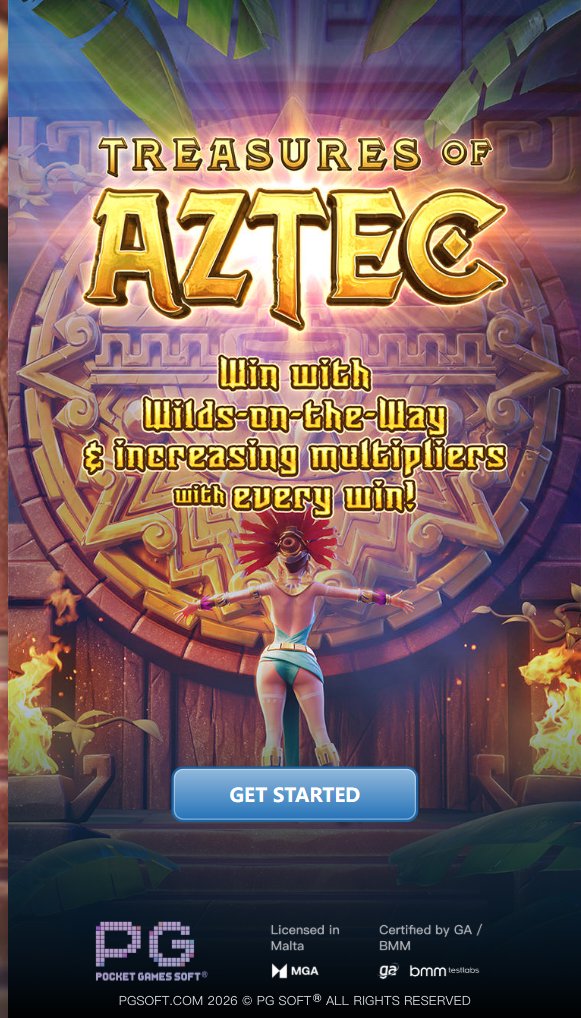 TREASURES OF
AZTEC
Win with
Wilds-on-the-Way
& increasing multipliers
with every win!
GET STARTED
PG
POCKET GAMES SOFT®
Licensed in
Malta
MGA
Certified by GA /
BMM
ga bmm testlabs
PGSOFT.COM 2026 © PG SOFT® ALL RIGHTS RESERVED